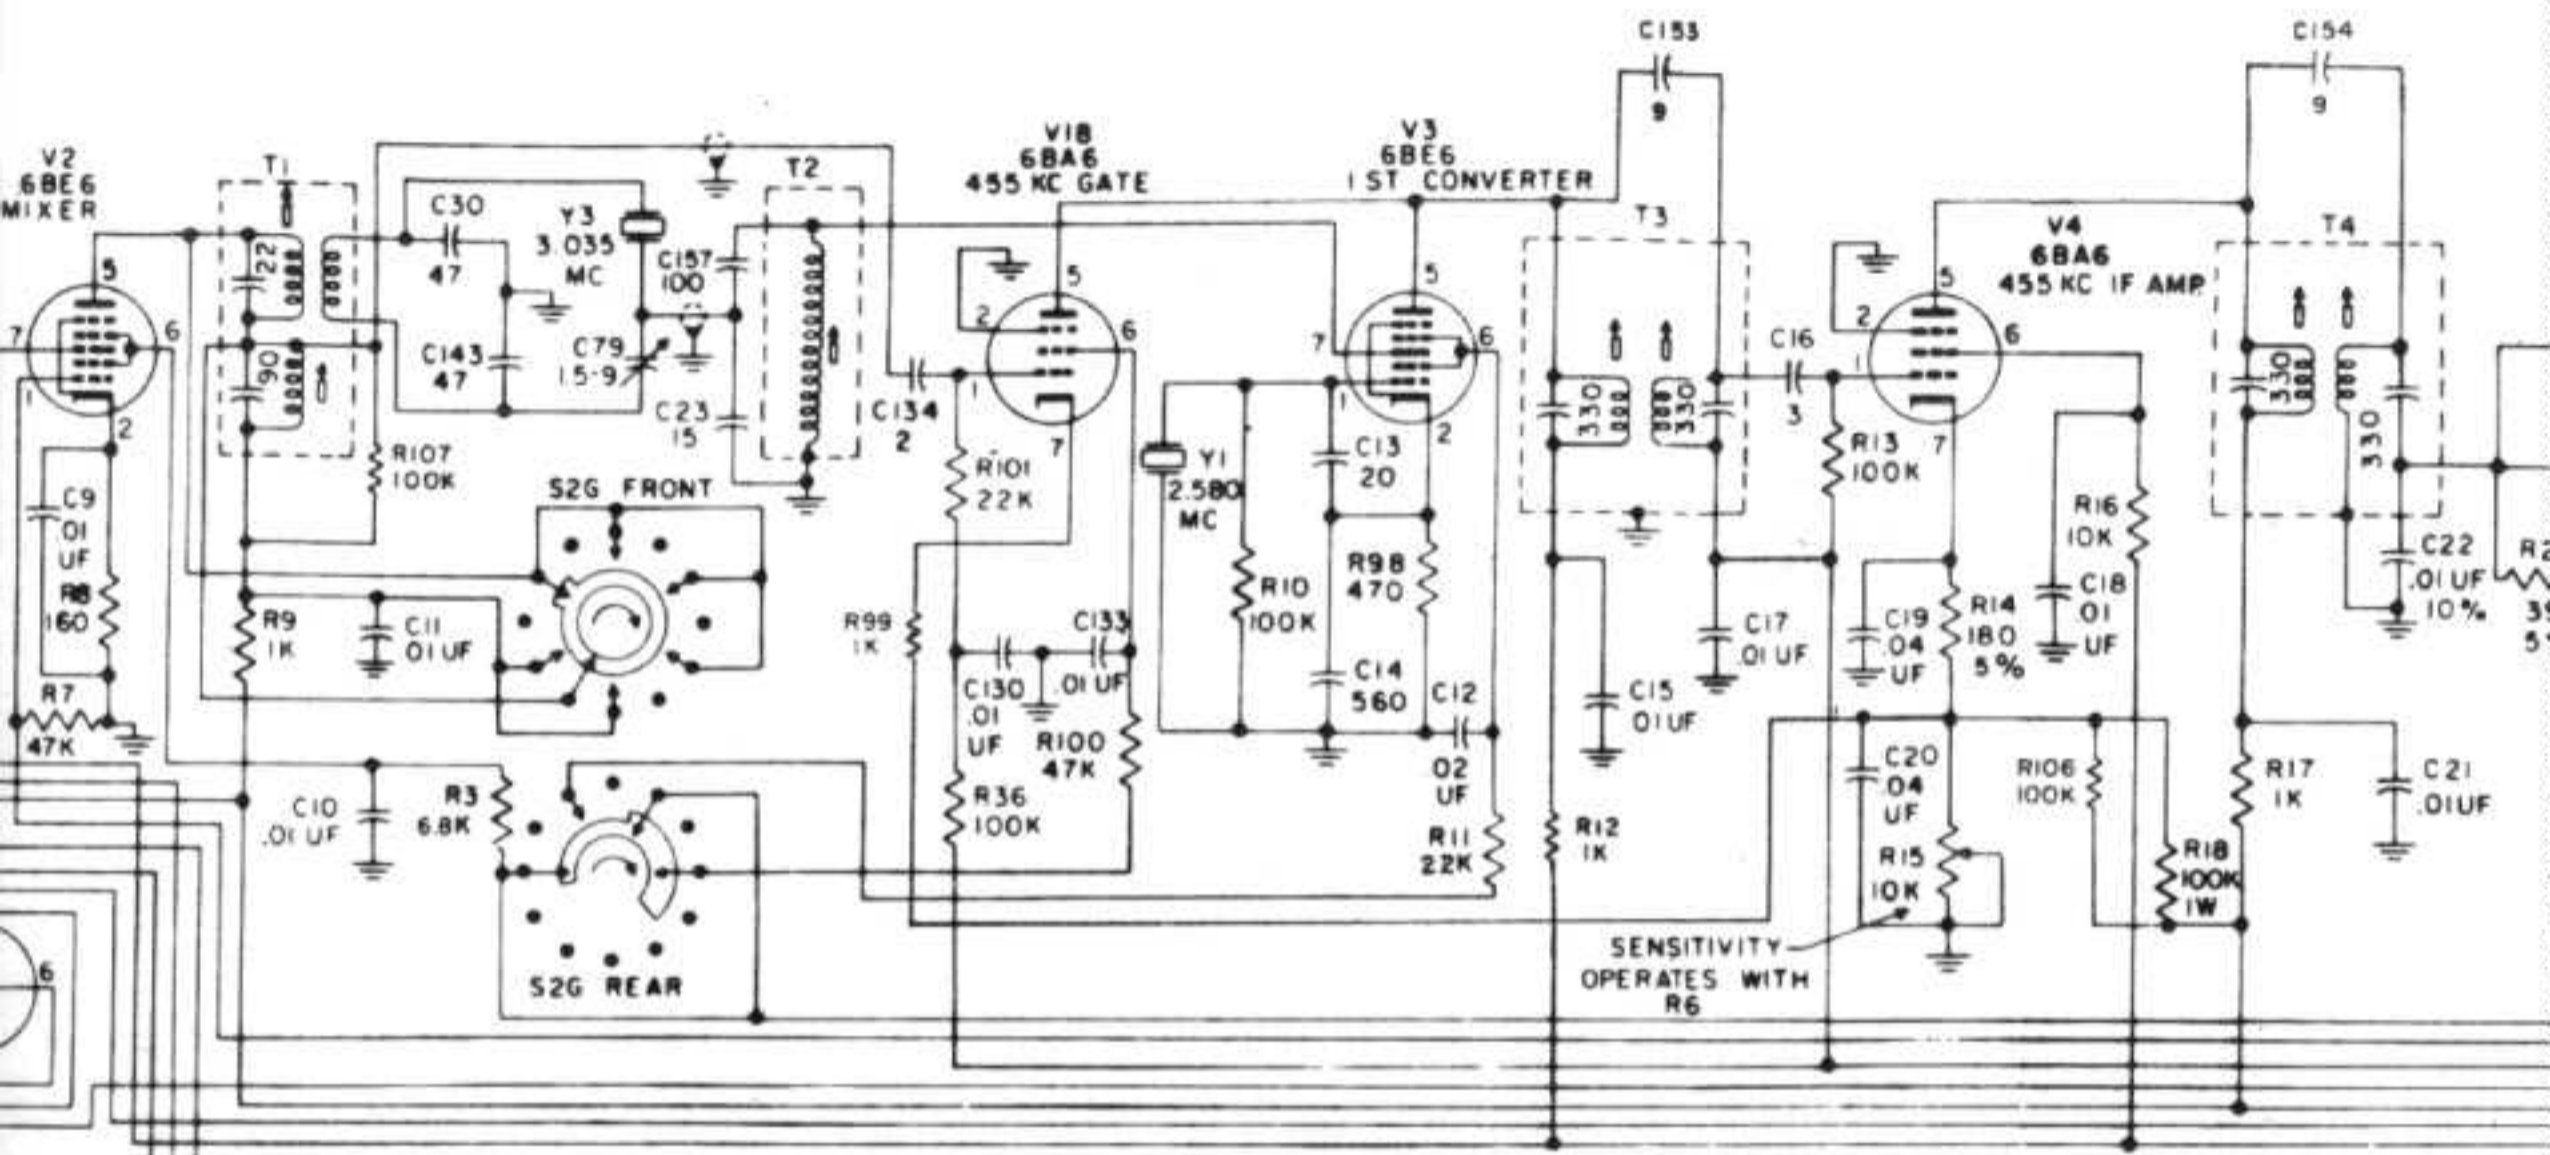 C153
9
C154
9
V2
6BE6
MIXER
5
6
7
1
2
T1
22
90
C30
47
Y3
3.035
MC
C143
47
C79
1.5-9
C157
100
C23
15
T2
V18
6BA6
455 KC GATE
5
2
6
1
7
C134
2
V3
6BE6
1 ST CONVERTER
5
7
6
1
2
T3
330
330
C16
3
V4
6BA6
455 KC IF AMP
5
2
6
1
7
T4
330
330
R107
100K
S2G FRONT
R101
22K
Y1
2.580
MC
C13
20
R13
100K
C9
01
UF
R8
160
R7
47K
R9
1K
C11
.01UF
R99
1K
C130
.01
UF
C133
.01 UF
R10
100K
R98
470
C14
560
C12
.02
UF
C15
.01UF
C17
.01 UF
C19
.04
UF
R14
180
5%
R16
10K
C18
01
UF
C22
.01 UF
10%
R2
39
5%
C10
.01 UF
R3
6.8K
R36
100K
R100
47K
R11
22K
R12
1K
C20
.04
UF
R15
10K
R106
100K
R18
100K
1W
R17
1K
C21
.01UF
S2G REAR
SENSITIVITY
OPERATES WITH
R6
6